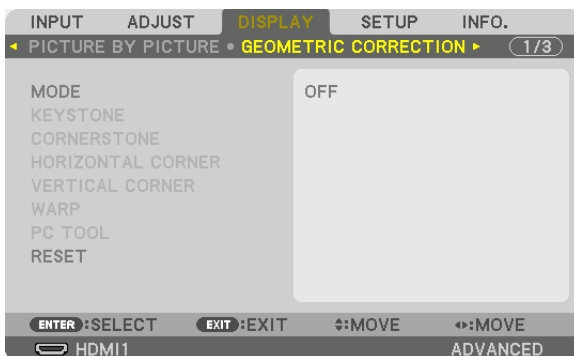 INPUT ADJUST DISPLAY SETUP INFO.
PICTURE BY PICTURE • GEOMETRIC CORRECTION 1/3
MODE OFF
KEYSTONE
CORNERSTONE
HORIZONTAL CORNER
VERTICAL CORNER
WARP
PC TOOL
RESET
ENTER :SELECT EXIT :EXIT :MOVE :MOVE
HDMI1 ADVANCED